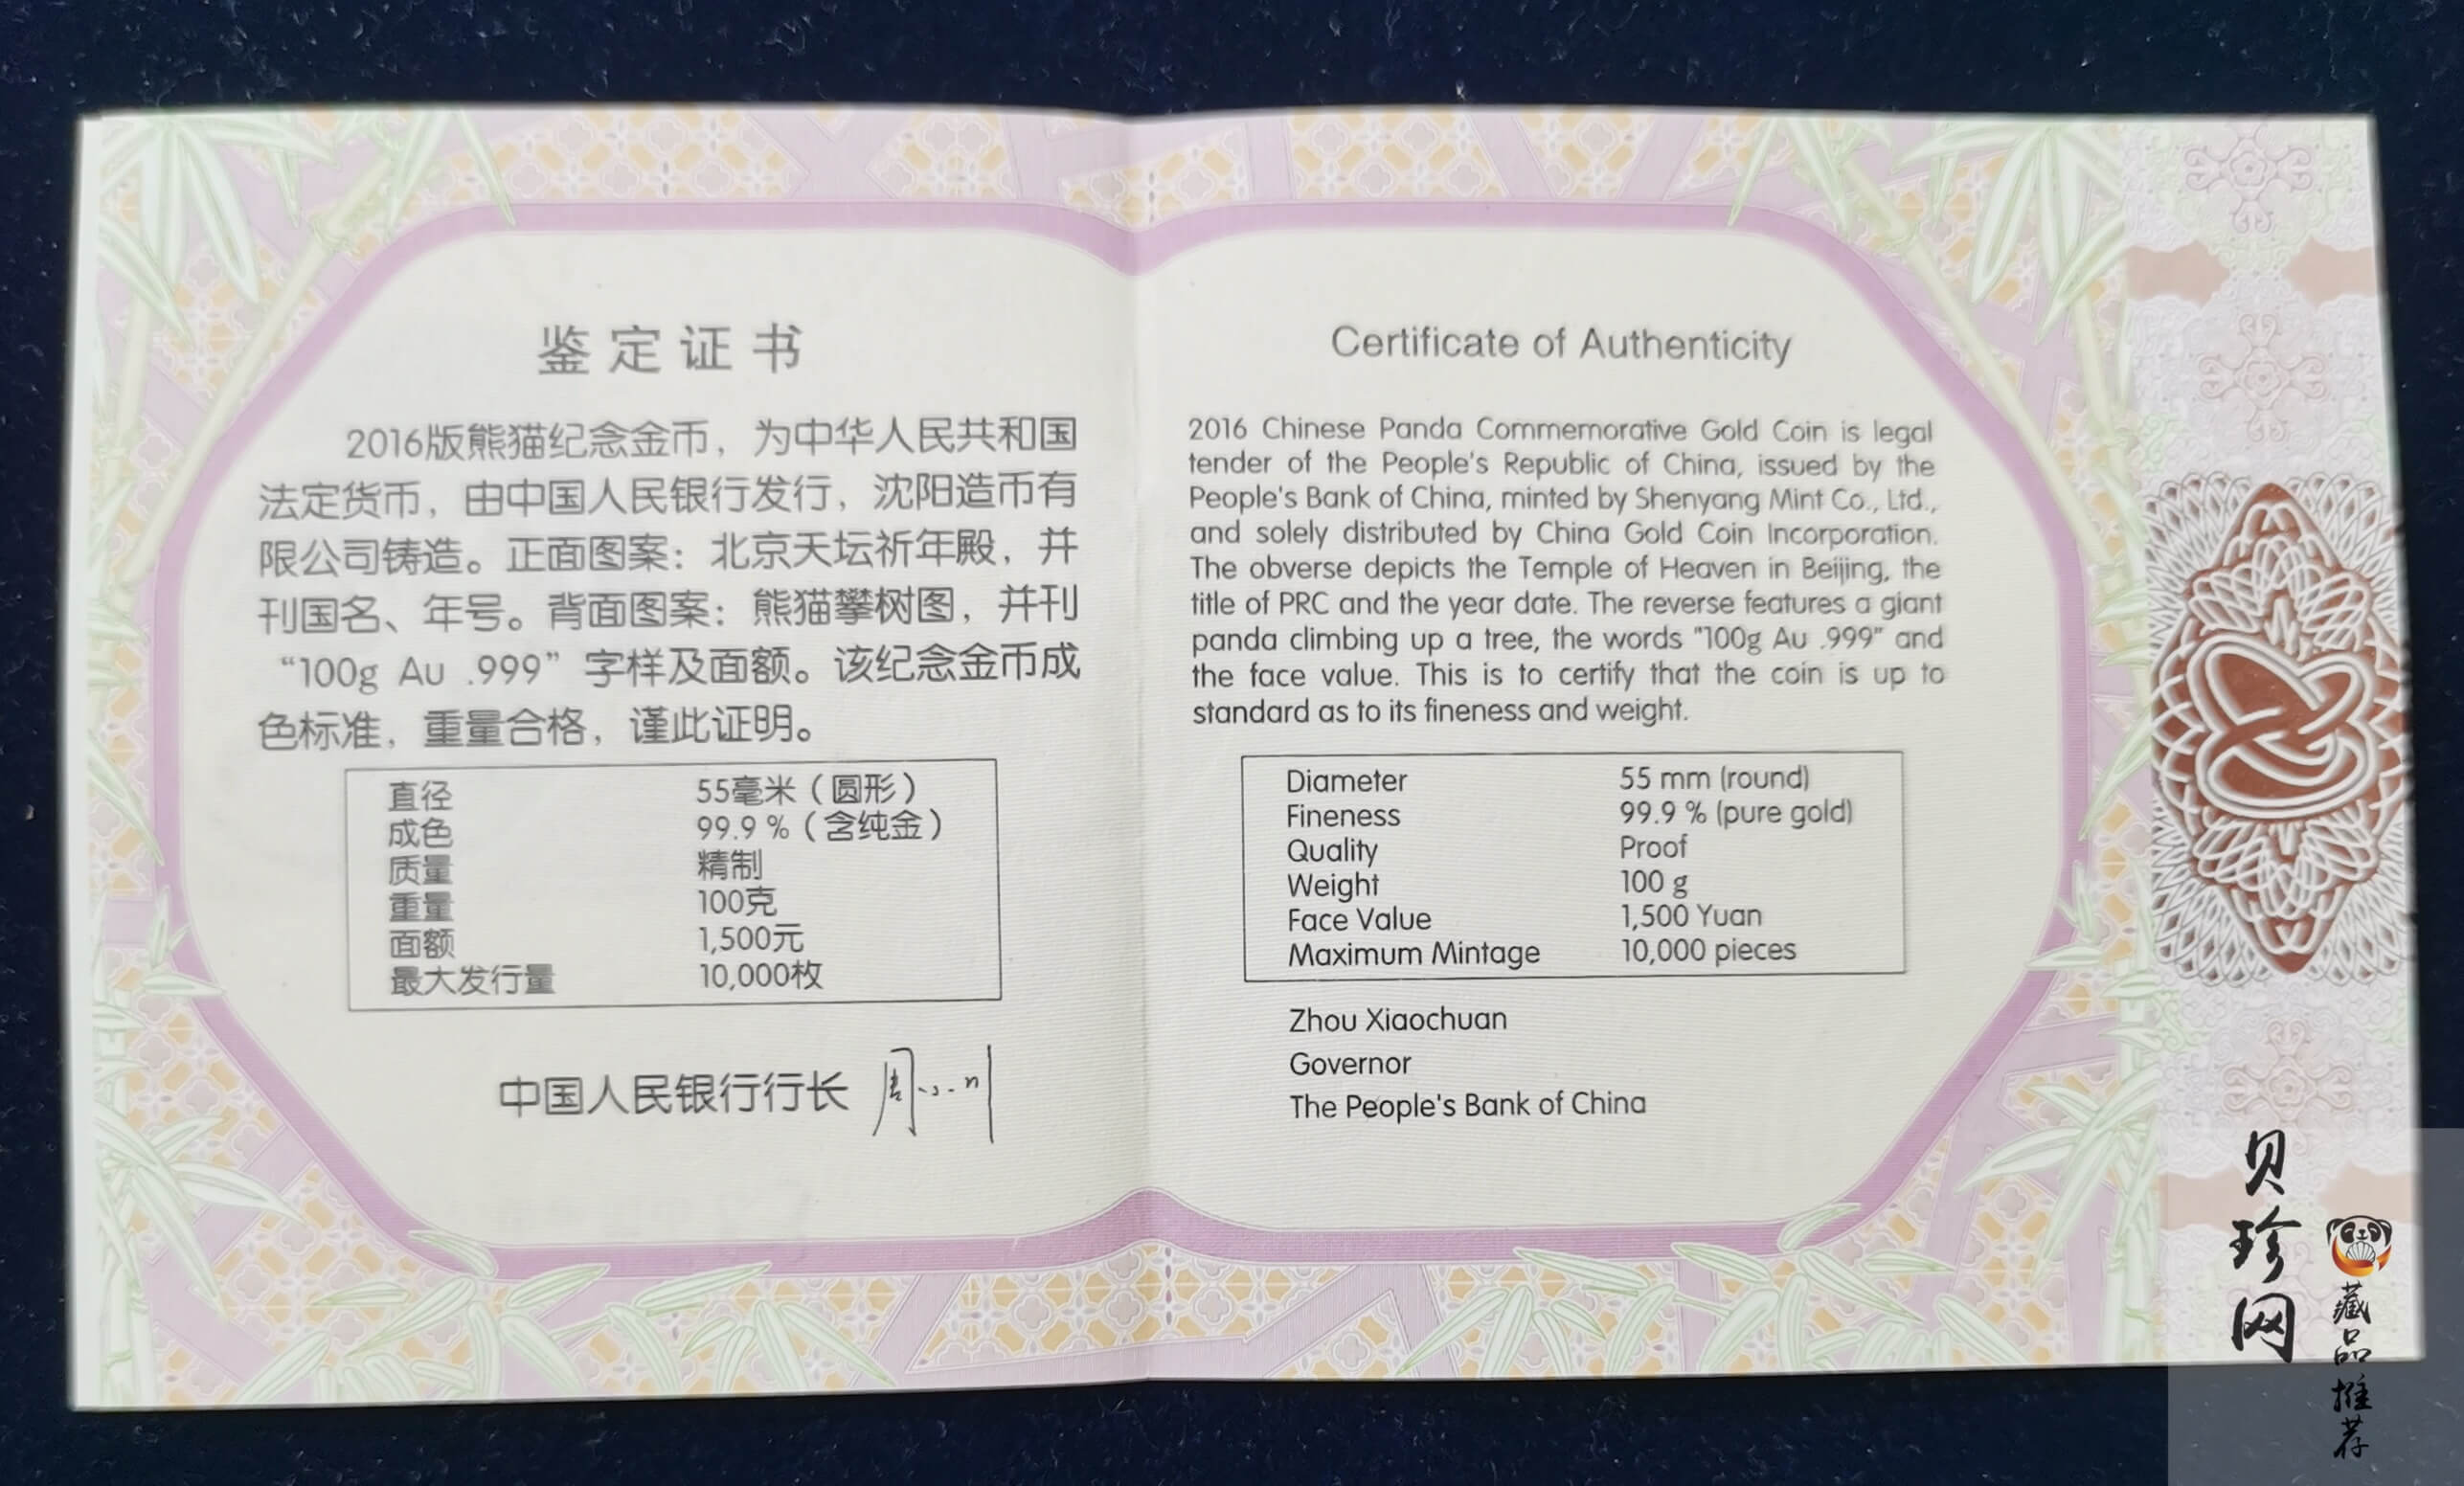 鉴定证书
2016版熊猫纪念金币，为中华人民共和国
法定货币，由中国人民银行发行，沈阳造币有
限公司铸造。正面图案：北京天坛祈年殿，并
刊国名、年号。背面图案：熊猫攀树图，并刊
“100g Au .999”字样及面额。该纪念金币成
色标准，重量合格，谨此证明。
直径 55毫米（圆形）
成色 99.9 %（含纯金）
质量 精制
重量 100克
面额 1,500元
最大发行量 10,000枚
中国人民银行行长 周小川
Certificate of Authenticity
2016 Chinese Panda Commemorative Gold Coin is legal
tender of the People's Republic of China, issued by the
People's Bank of China, minted by Shenyang Mint Co., Ltd.,
and solely distributed by China Gold Coin Incorporation.
The obverse depicts the Temple of Heaven in Beijing, the
title of PRC and the year date. The reverse features a giant
panda climbing up a tree, the words "100g Au .999" and
the face value. This is to certify that the coin is up to
standard as to its fineness and weight.
Diameter 55 mm (round)
Fineness 99.9 % (pure gold)
Quality Proof
Weight 100 g
Face Value 1,500 Yuan
Maximum Mintage 10,000 pieces
Zhou Xiaochuan
Governor
The People's Bank of China
贝珍网
藏品推荐